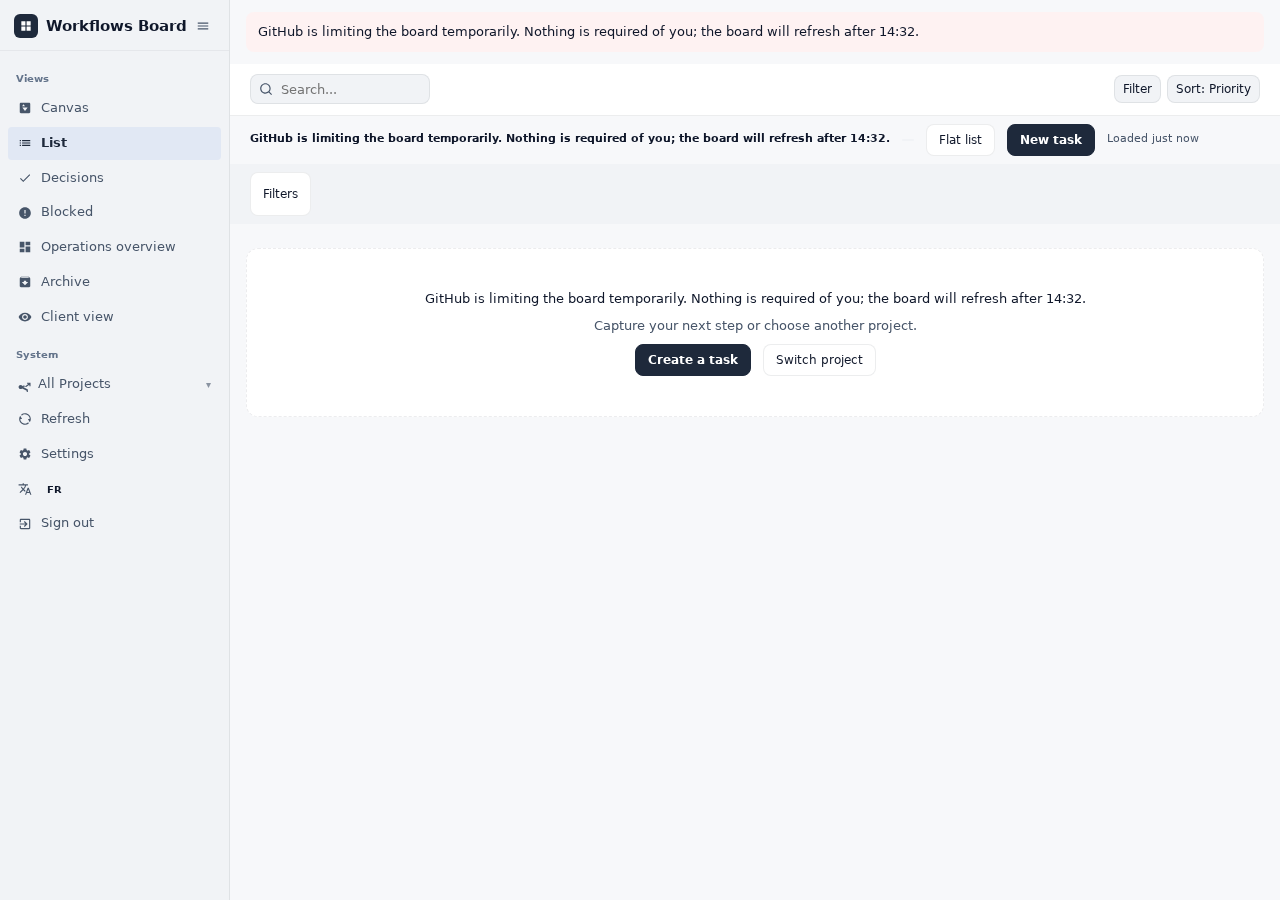 Workflows Board
Views
Canvas
List
Decisions
Blocked
Operations overview
Archive
Client view
System
All Projects
Refresh
Settings
FR
Sign out
GitHub is limiting the board temporarily. Nothing is required of you; the board will refresh after 14:32.
Search...
Filter
Sort: Priority
GitHub is limiting the board temporarily. Nothing is required of you; the board will refresh after 14:32.
Flat list
New task
Loaded just now
Filters
GitHub is limiting the board temporarily. Nothing is required of you; the board will refresh after 14:32.
Capture your next step or choose another project.
Create a task
Switch project